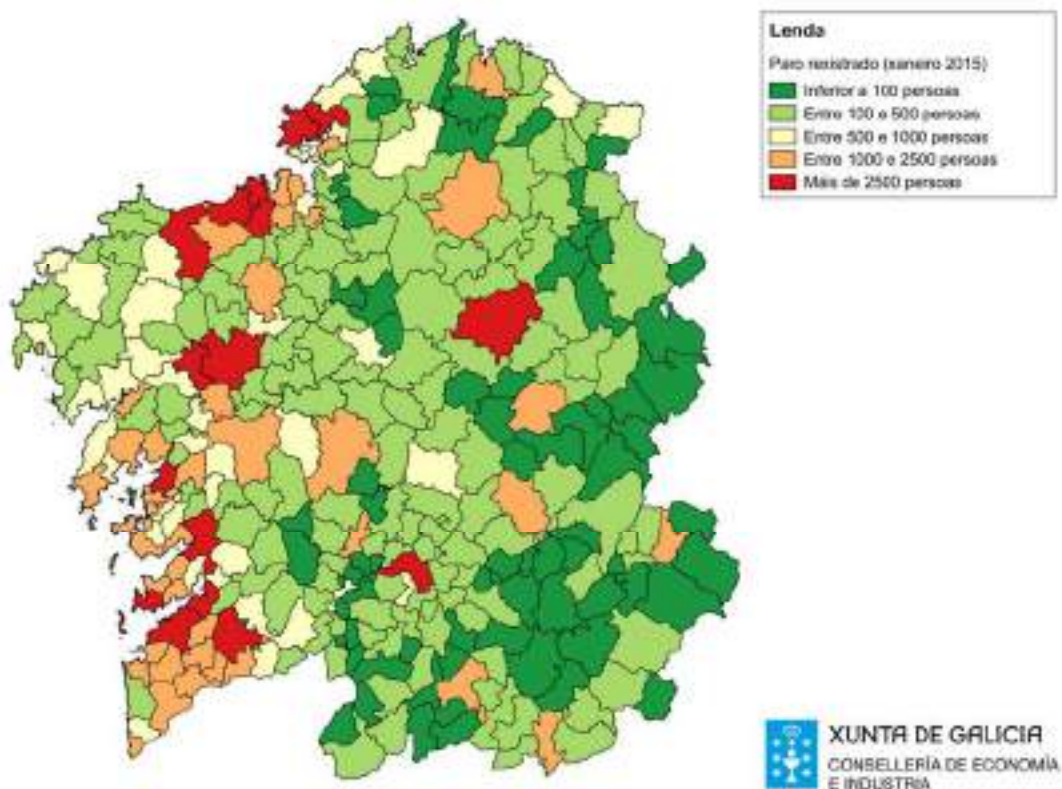 Lenda
Paro rexistrado (xaneiro 2015)
Inferior a 100 persoas
Entre 100 e 500 persoas
Entre 500 e 1000 persoas
Entre 1000 e 2500 persoas
Máis de 2500 persoas
XUNTA DE GALICIA
CONSELLERÍA DE ECONOMÍA
E INDUSTRIA